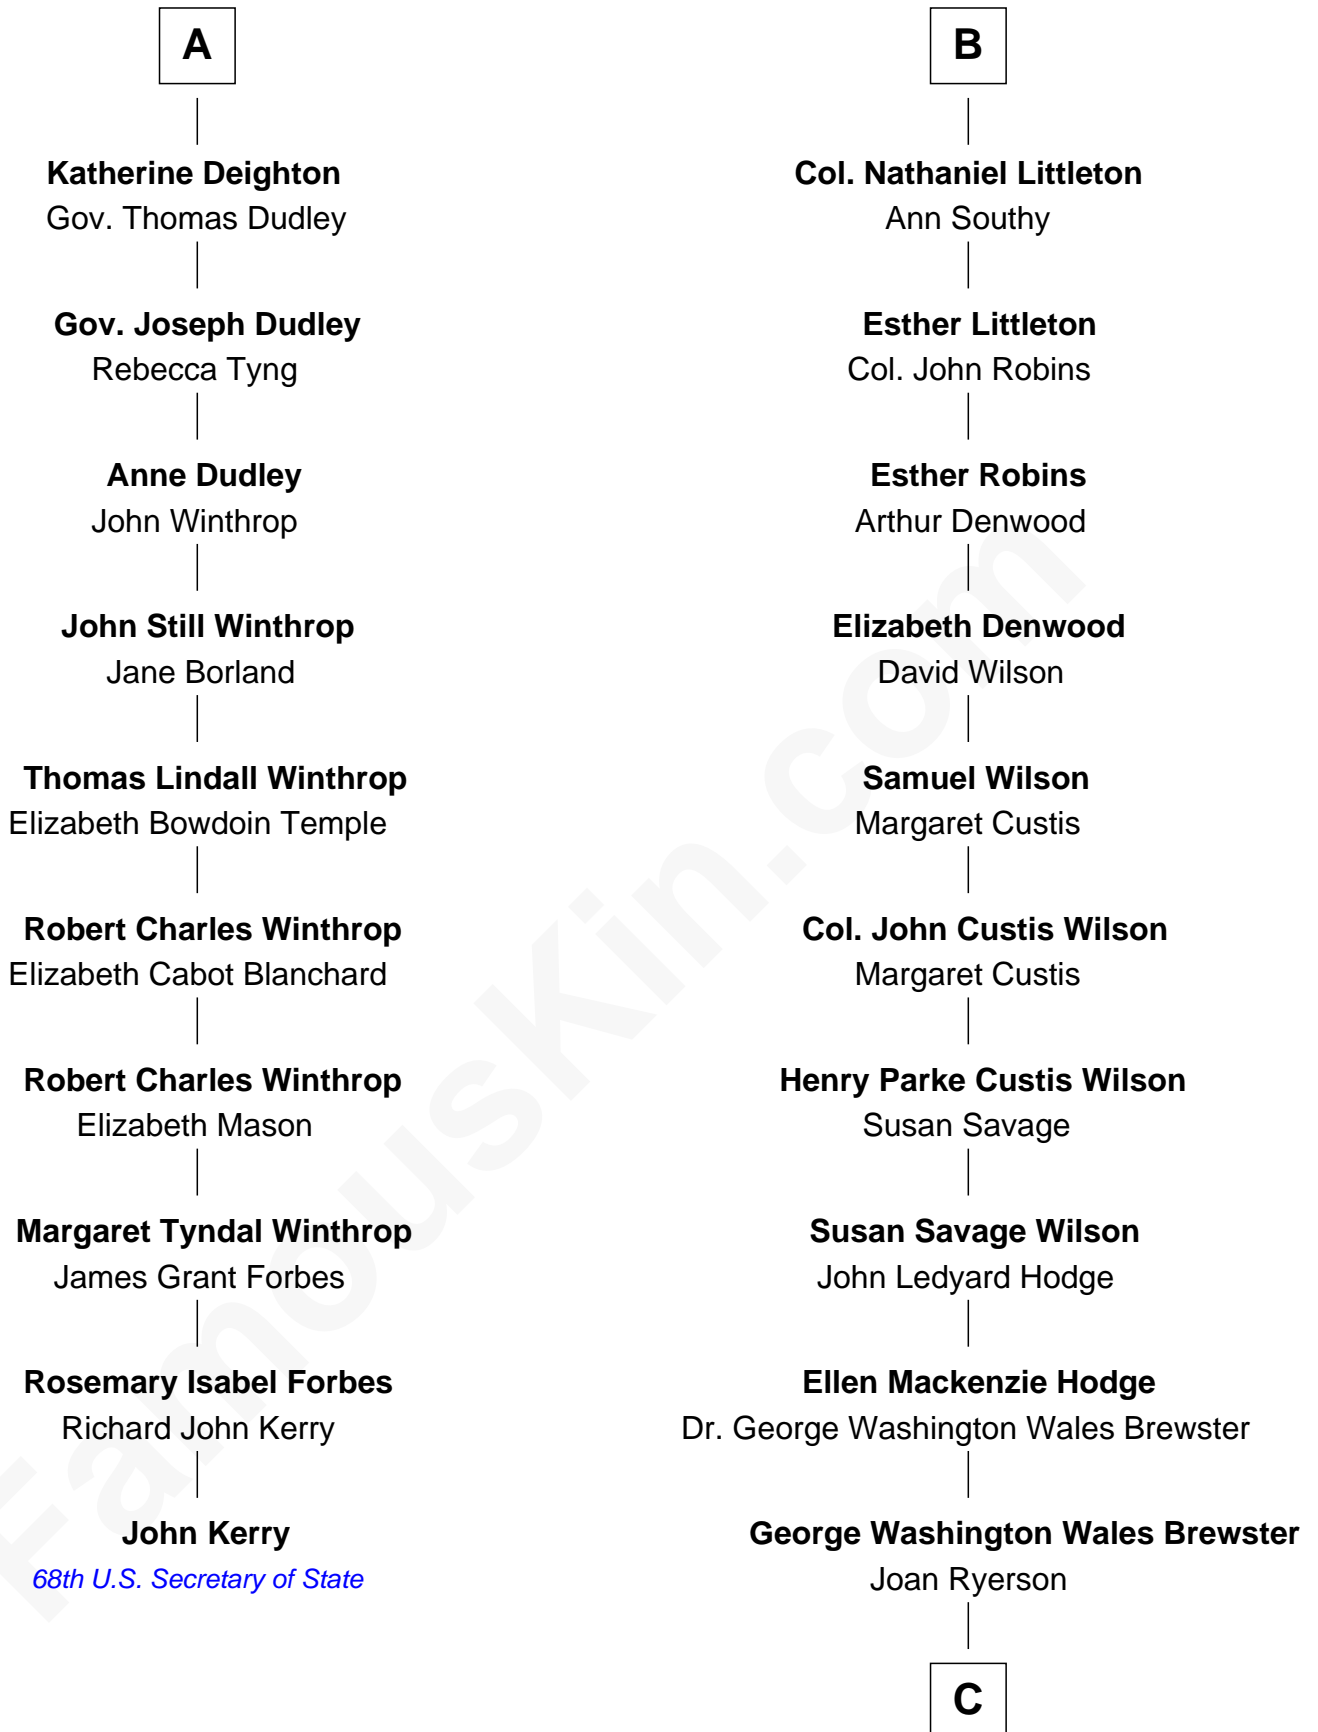 A
Katherine Deighton
Gov. Thomas Dudley
Gov. Joseph Dudley
Rebecca Tyng
Anne Dudley
John Winthrop
John Still Winthrop
Jane Borland
Thomas Lindall Winthrop
Elizabeth Bowdoin Temple
Robert Charles Winthrop
Elizabeth Cabot Blanchard
Robert Charles Winthrop
Elizabeth Mason
Margaret Tyndal Winthrop
James Grant Forbes
Rosemary Isabel Forbes
Richard John Kerry
John Kerry
68th U.S. Secretary of State
B
Col. Nathaniel Littleton
Ann Southy
Esther Littleton
Col. John Robins
Esther Robins
Arthur Denwood
Elizabeth Denwood
David Wilson
Samuel Wilson
Margaret Custis
Col. John Custis Wilson
Margaret Custis
Henry Parke Custis Wilson
Susan Savage
Susan Savage Wilson
John Ledyard Hodge
Ellen Mackenzie Hodge
Dr. George Washington Wales Brewster
George Washington Wales Brewster
Joan Ryerson
C
FamousKin.com